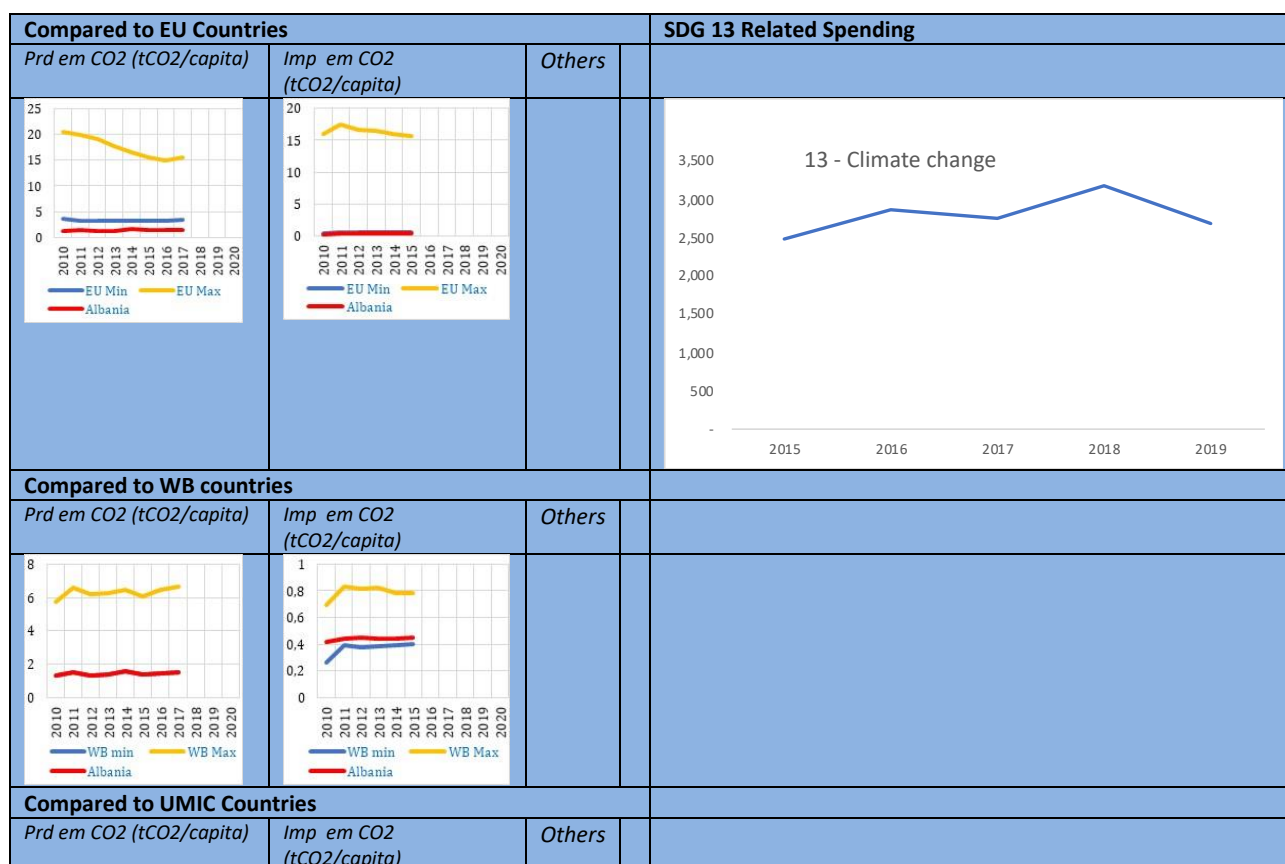 Compared to EU Countries
SDG 13 Related Spending
Prd em CO2 (tCO2/capita)
Imp em CO2
(tCO2/capita)
Others
25
20
15
10
5
0
2010 2011 2012 2013 2014 2015 2016 2017 2018 2019 2020
EU Min EU Max
Albania
20
15
10
5
0
2010 2011 2012 2013 2014 2015 2016 2017 2018 2019 2020
EU Min EU Max
Albania
13 - Climate change
3,500
3,000
2,500
2,000
1,500
1,000
500
-
2015 2016 2017 2018 2019
Compared to WB countries
Prd em CO2 (tCO2/capita)
Imp em CO2
(tCO2/capita)
Others
8
6
4
2
0
2010 2011 2012 2013 2014 2015 2016 2017 2018 2019 2020
WB min WB Max
Albania
1
0,8
0,6
0,4
0,2
0
2010 2011 2012 2013 2014 2015 2016 2017 2018 2019 2020
WB min WB Max
Albania
Compared to UMIC Countries
Prd em CO2 (tCO2/capita)
Imp em CO2
(tCO2/capita)
Others